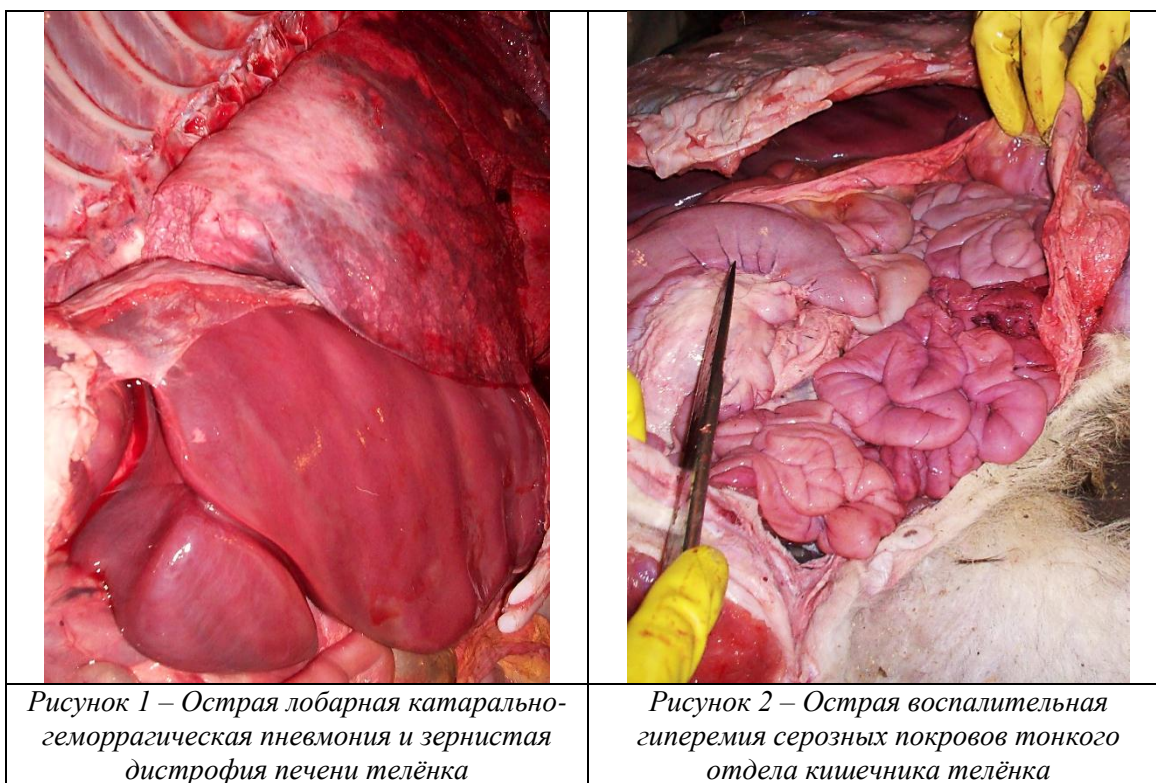 Рисунок 1 – Острая лобарная катарально-
геморрагическая пневмония и зернистая
дистрофия печени телёнка
Рисунок 2 – Острая воспалительная
гиперемия серозных покровов тонкого
отдела кишечника телёнка